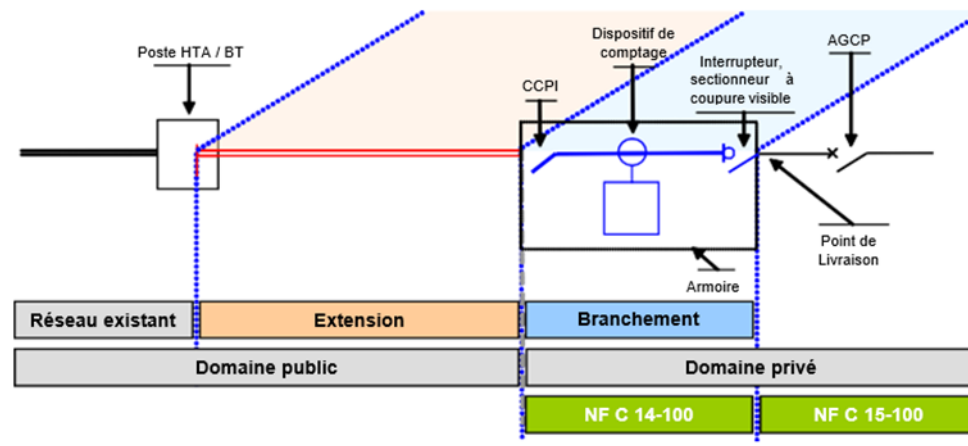 Poste HTA / BT
CCPI
Dispositif de
comptage
Interrupteur,
sectionneur à
coupure visible
AGCP
Point de
Livraison
Armoire
Réseau existant
Extension
Branchement
Domaine public
Domaine privé
NF C 14-100
NF C 15-100